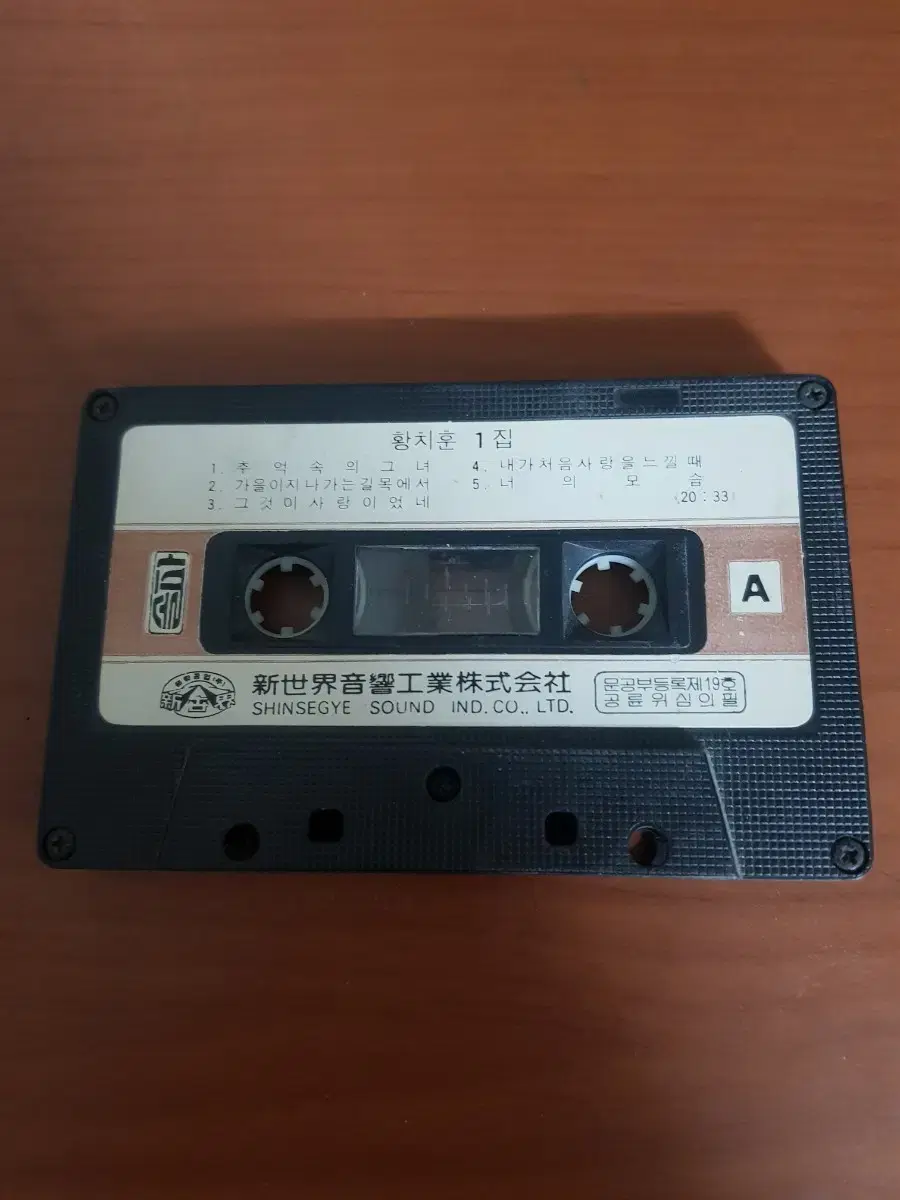 황치훈 1집
1. 추억속의그녀
2. 가을이지나가는길목에서
3. 그것이사랑이었네
4. 내가처음사랑을느낄때
5. 너의모습
(20:33)
A
新世界音響工業株式会社
SHINSEGYE SOUND IND. CO., LTD.
문공부등록제19호
공륜위심의필